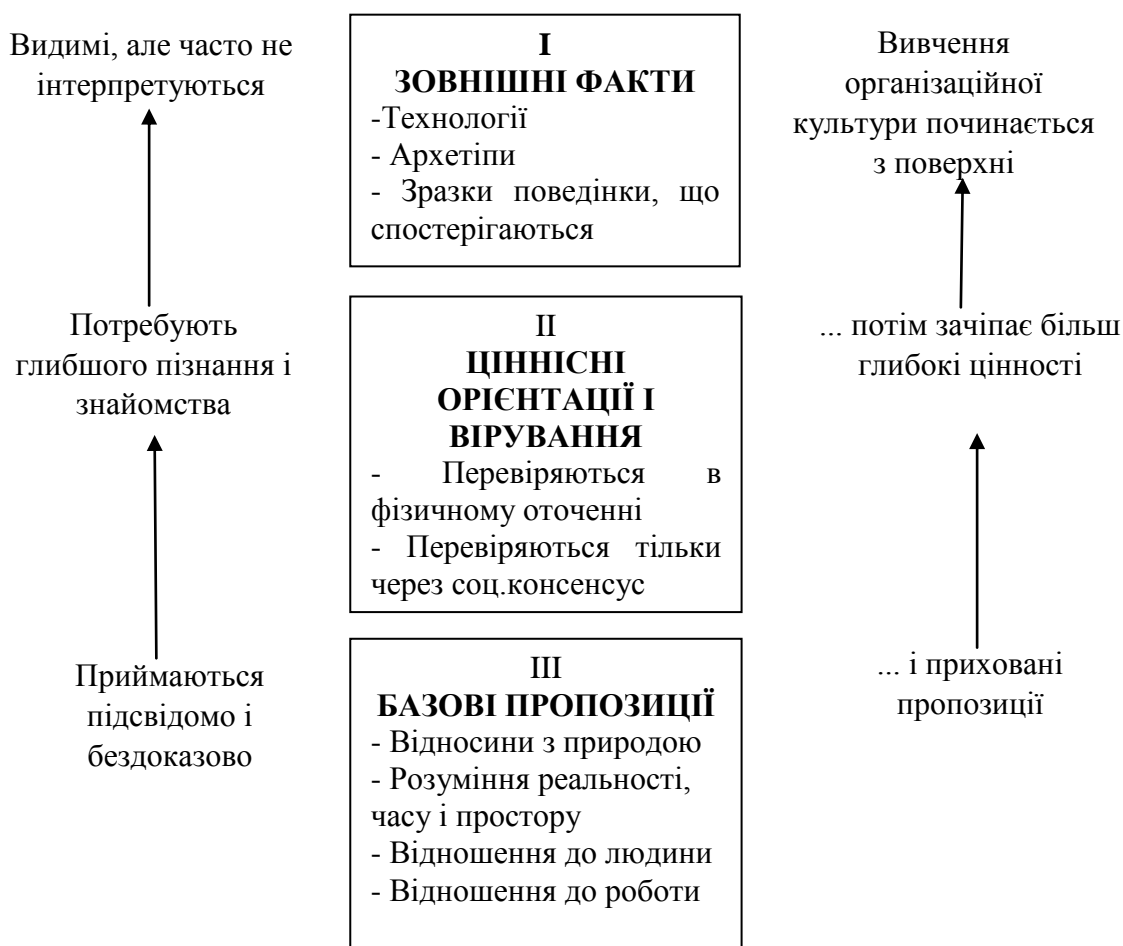 Видимі, але часто не
інтерпретуються
І
ЗОВНІШНІ ФАКТИ
-Технології
- Архетіпи
- Зразки поведінки, що
спостерігаються
Вивчення
організаційної
культури починається
з поверхні
Потребують
глибшого пізнання і
знайомства
ІІ
ЦІННІСНІ
ОРІЄНТАЦІЇ І
ВІРУВАННЯ
- Перевіряються в
фізичному оточенні
- Перевіряються тільки
через соц.консенсус
... потім зачіпає більш
глибокі цінності
Приймаються
підсвідомо і
бездоказово
ІІІ
БАЗОВІ ПРОПОЗИЦІЇ
- Відносини з природою
- Розуміння реальності,
часу і простору
- Відношення до людини
- Відношення до роботи
... і приховані
пропозиції